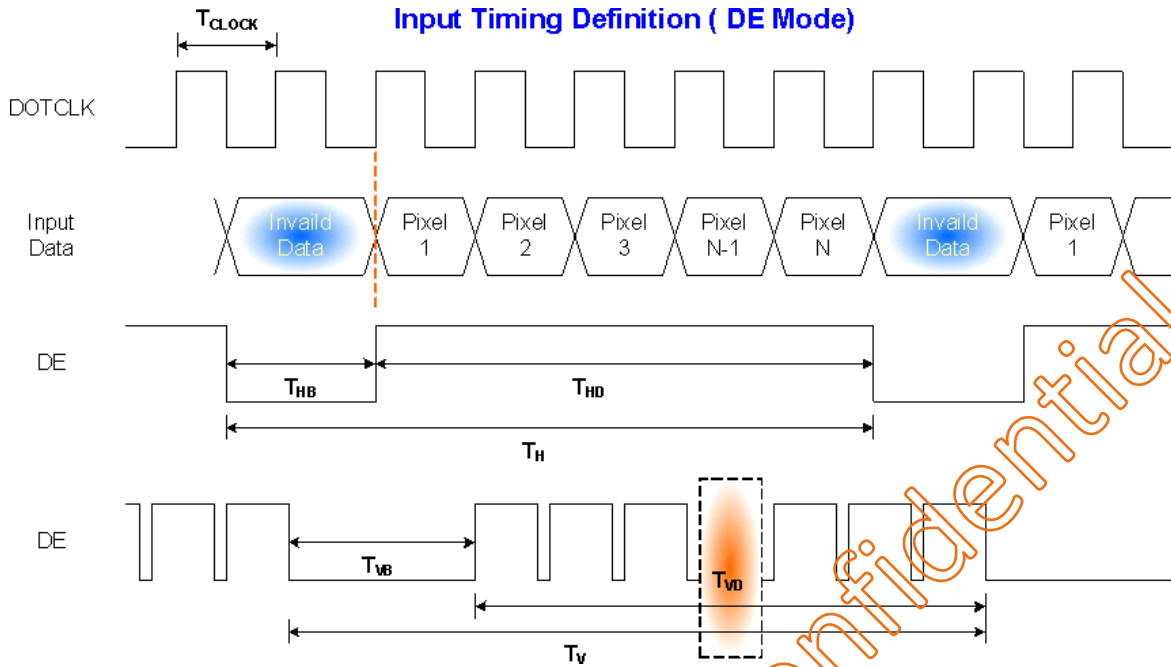 Input Timing Definition ( DE Mode)
TCLOCK
DOTCLK
Input
Data
Invaild
Data
Pixel
1
Pixel
2
Pixel
3
Pixel
N-1
Pixel
N
Invaild
Data
Pixel
1
DE
THB
THD
TH
DE
TVB
TVD
TV
onfidential